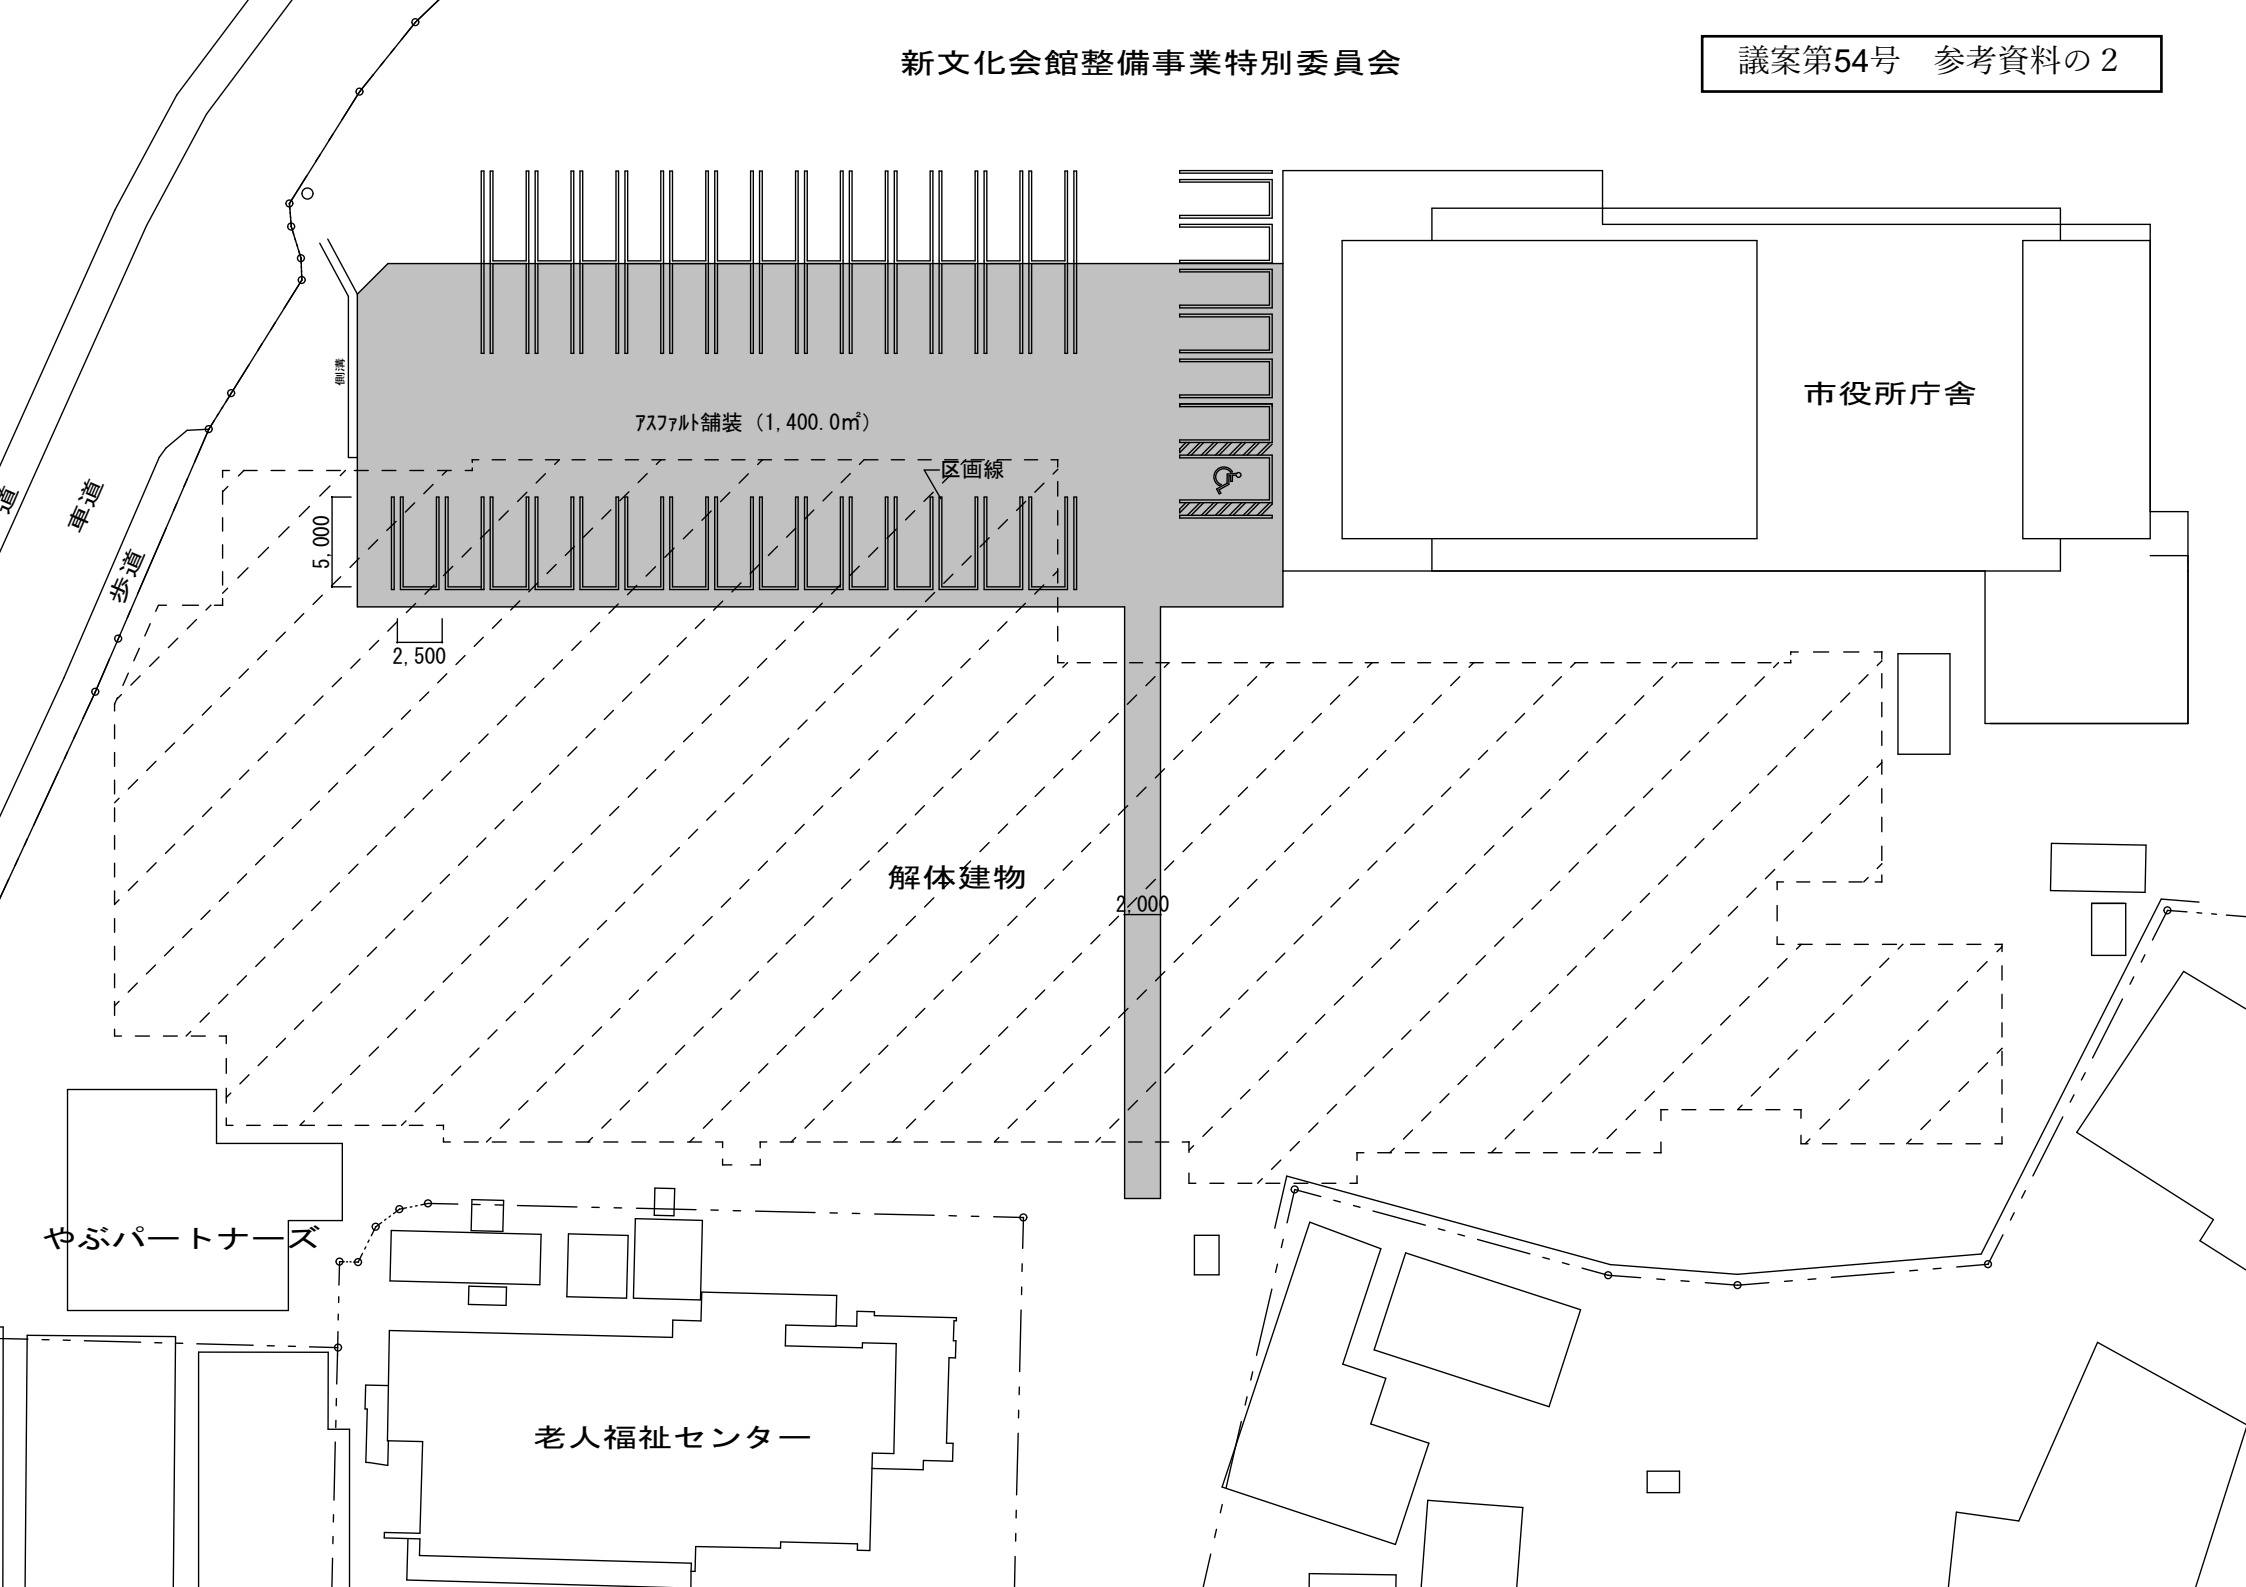 新文化会館整備事業特別委員会
議案第54号　参考資料の2
側溝
アスファルト舗装 (1,400.0㎡)
市役所庁舎
区画線
道
車道
歩道
5,000
2,500
解体建物
2,000
やぶパートナーズ
老人福祉センター